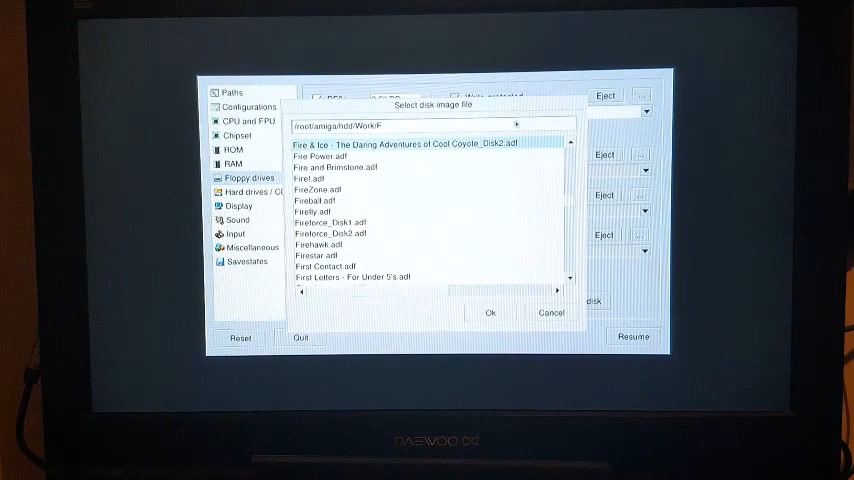 Paths
Configurations
CPU and FPU
Chipset
ROM
RAM
Floppy drives
Hard drives / C
Display
Sound
Input
Miscellaneous
Savestates
Eject ...
Select disk image file
/root/amiga/hdd/Work/F
Fire & Ice - The Daring Adventures of Cool Coyote_Disk2.adf
Fire Power.adf
Fire and Brimstone.adf
Fire!.adf
FireZone.adf
Fireball.adf
Firefly.adf
Fireforce_Disk1.adf
Fireforce_Disk2.adf
Firehawk.adf
Firestar.adf
First Contact.adf
First Letters - For Under 5's.adf
Eject ...
Eject ...
Eject ...
disk
Ok
Cancel
Reset
Quit
Resume
DAEWOO